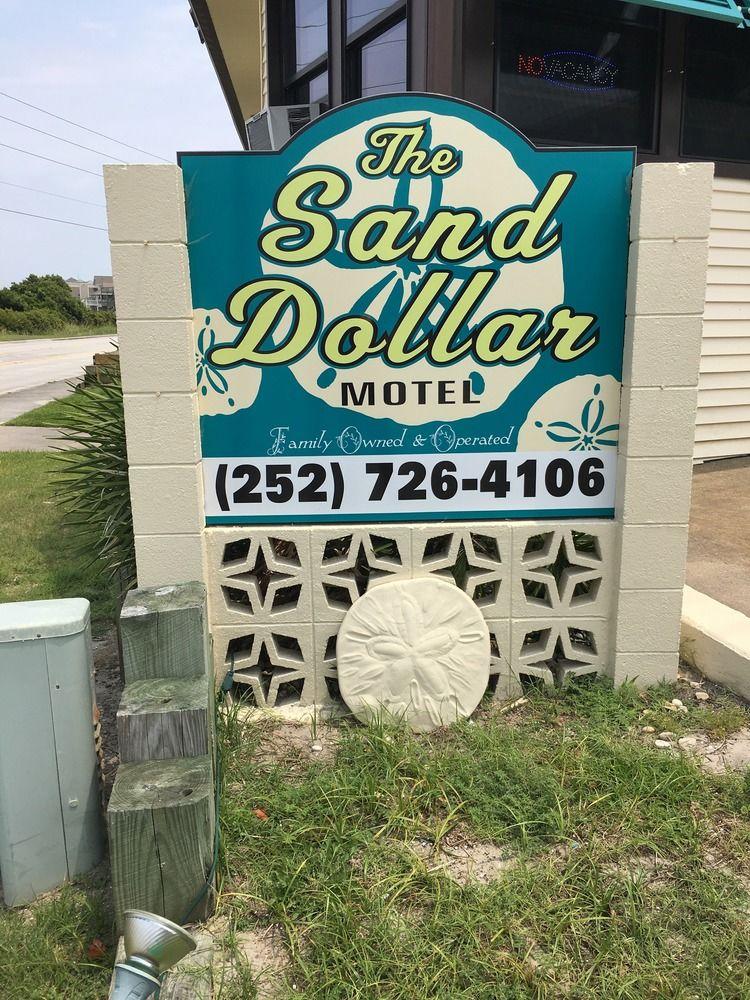 NO VACANCY
The
Sand
Dollar
MOTEL
Family Owned & Operated
(252) 726-4106